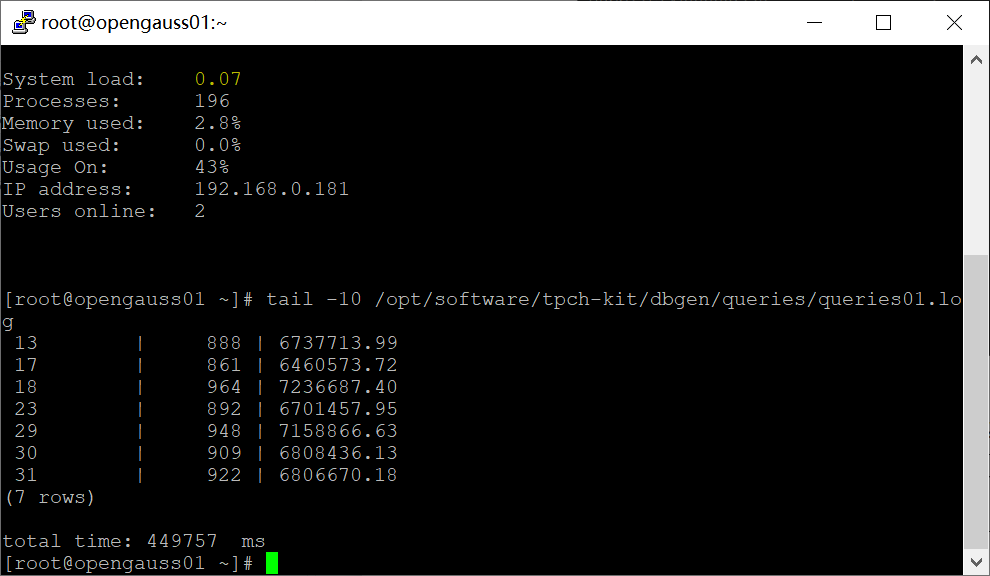 root@opengauss01:~
System load:    0.07
Processes:      196
Memory used:    2.8%
Swap used:      0.0%
Usage On:       43%
IP address:     192.168.0.181
Users online:   2
[root@opengauss01 ~]# tail -10 /opt/software/tpch-kit/dbgen/queries/queries01.lo
g
 13        |     888 | 6737713.99
 17        |     861 | 6460573.72
 18        |     964 | 7236687.40
 23        |     892 | 6701457.95
 29        |     948 | 7158866.63
 30        |     909 | 6808436.13
 31        |     922 | 6806670.18
(7 rows)
total time: 449757  ms
[root@opengauss01 ~]#